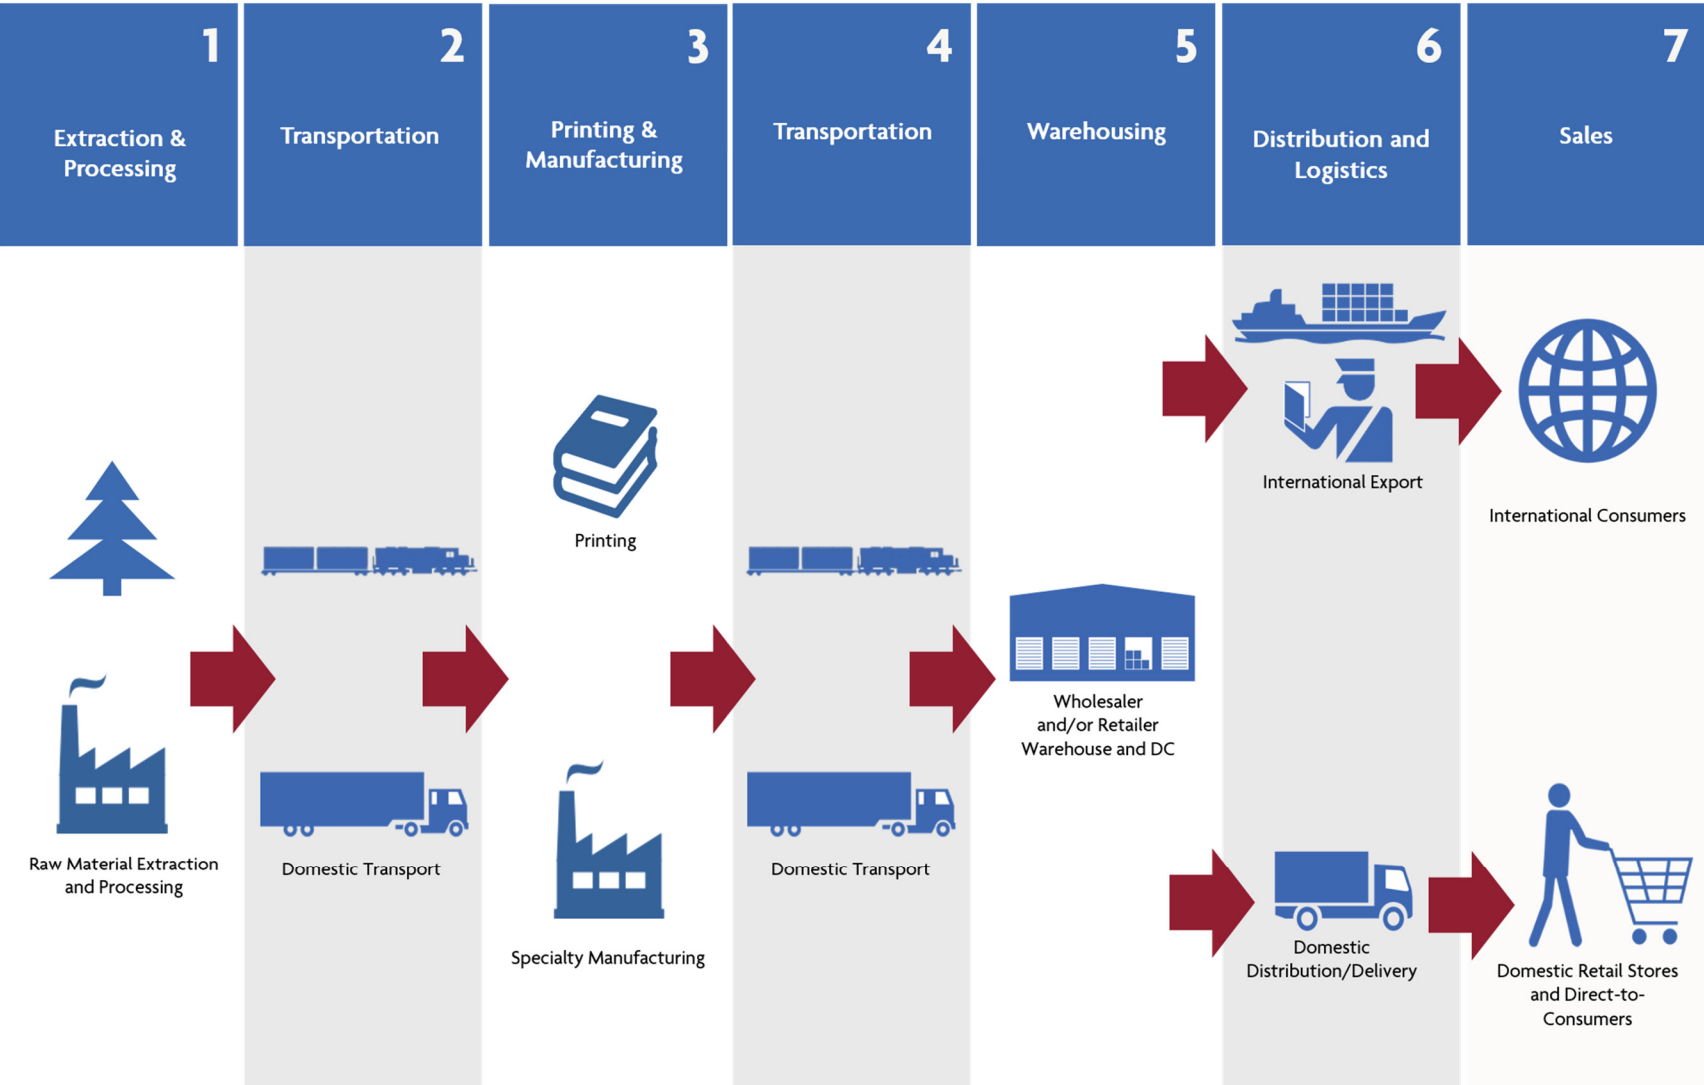 1
Extraction &
Processing
2
Transportation
3
Printing &
Manufacturing
4
Transportation
5
Warehousing
6
Distribution and
Logistics
7
Sales
Raw Material Extraction
and Processing
Domestic Transport
Printing
Specialty Manufacturing
Domestic Transport
Wholesaler
and/or Retailer
Warehouse and DC
International Export
Domestic
Distribution/Delivery
International Consumers
Domestic Retail Stores
and Direct-to-
Consumers